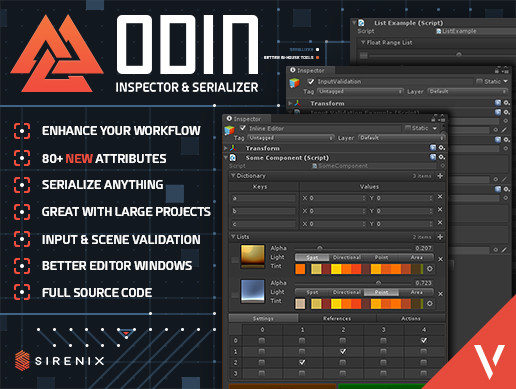 ODIN
INSPECTOR & SERIALIZER
ENHANCE YOUR WORKFLOW
80+ NEW ATTRIBUTES
SERIALIZE ANYTHING
GREAT WITH LARGE PROJECTS
INPUT & SCENE VALIDATION
BETTER EDITOR WINDOWS
FULL SOURCE CODE
SIRENIX
BETTER IN-HOUSE TOOLS
List Example (Script)
Script ListExample
Float Range List
Inspector
InputValidation Static
Tag Untagged Layer Default
Transform
Inspector
Inline Editor Static
Tag Untagged Layer Default
Transform
Some Component (Script)
Script SomeComponent
Dictionary 3 items
Keys Values
a X 0 Y 0
b X 0 Y 0
c X 0 Y 0
Lists 2 items
Alpha 0.207
Light Spot Directional Point Area
Tint
Alpha 0.723
Light Spot Directional Point Area
Tint
Settings References Actions
0 1 2 3 4
0
1
2
3